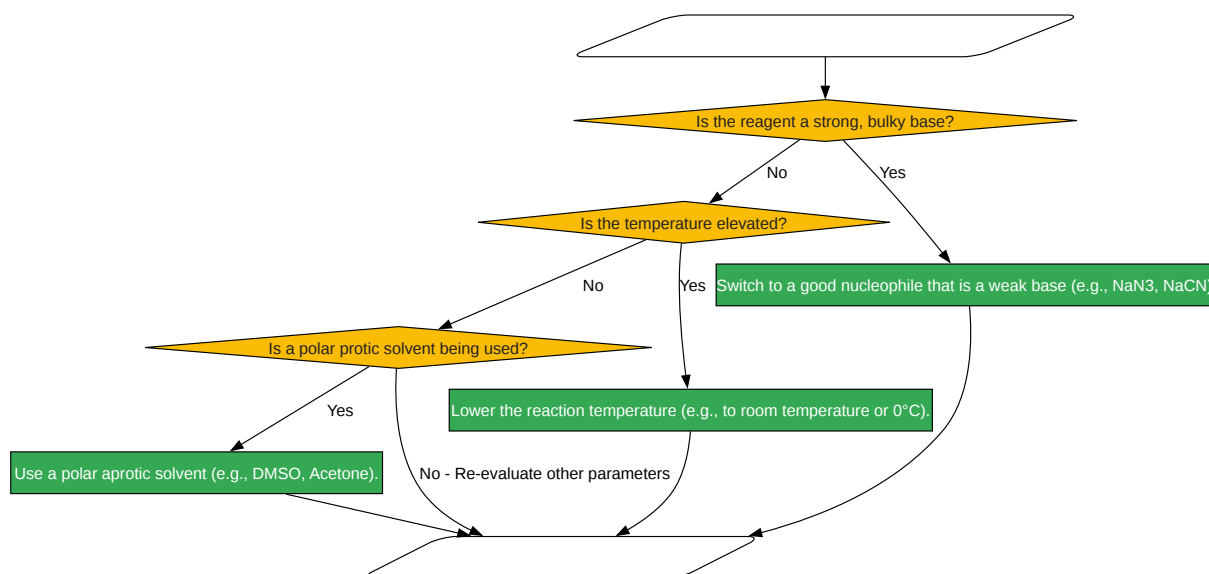 Is the reagent a strong, bulky base?
No
Yes
Is the temperature elevated?
No
Yes
Switch to a good nucleophile that is a weak base (e.g., NaN3, NaCN)
Is a polar protic solvent being used?
Yes
Lower the reaction temperature (e.g., to room temperature or 0°C).
Use a polar aprotic solvent (e.g., DMSO, Acetone).
No - Re-evaluate other parameters